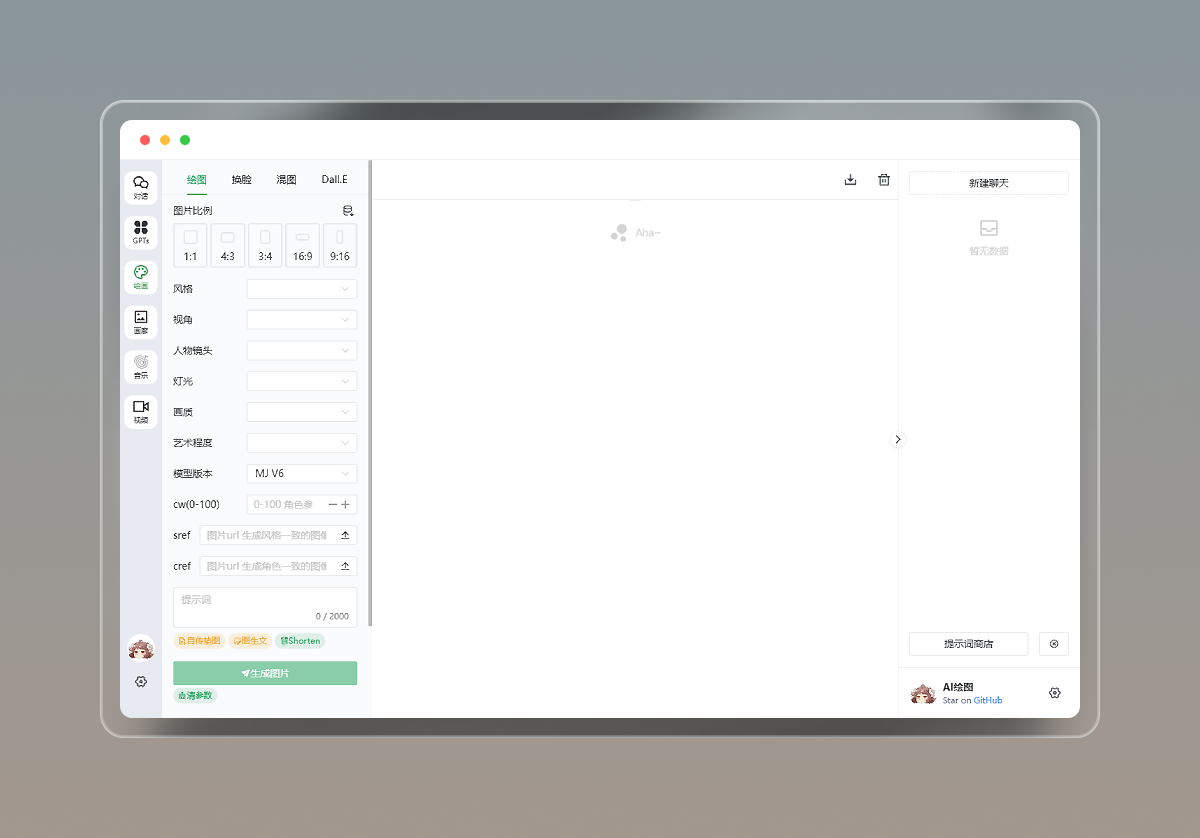 对话
GPTs
绘画
画廊
音乐
视频
绘图 换脸 混图 Dall.E
图片比例
1:1 4:3 3:4 16:9 9:16
风格
视角
人物镜头
灯光
画质
艺术程度
模型版本 MJ V6
cw(0-100) 0-100 角色参
sref 图片url 生成风格一致的图像
cref 图片url 生成角色一致的图像
提示词
0 / 2000
自传垫图 图生文 Shorten
生成图片
清参数
Aha~
新建聊天
暂无数据
提示词商店
AI绘图
Star on GitHub